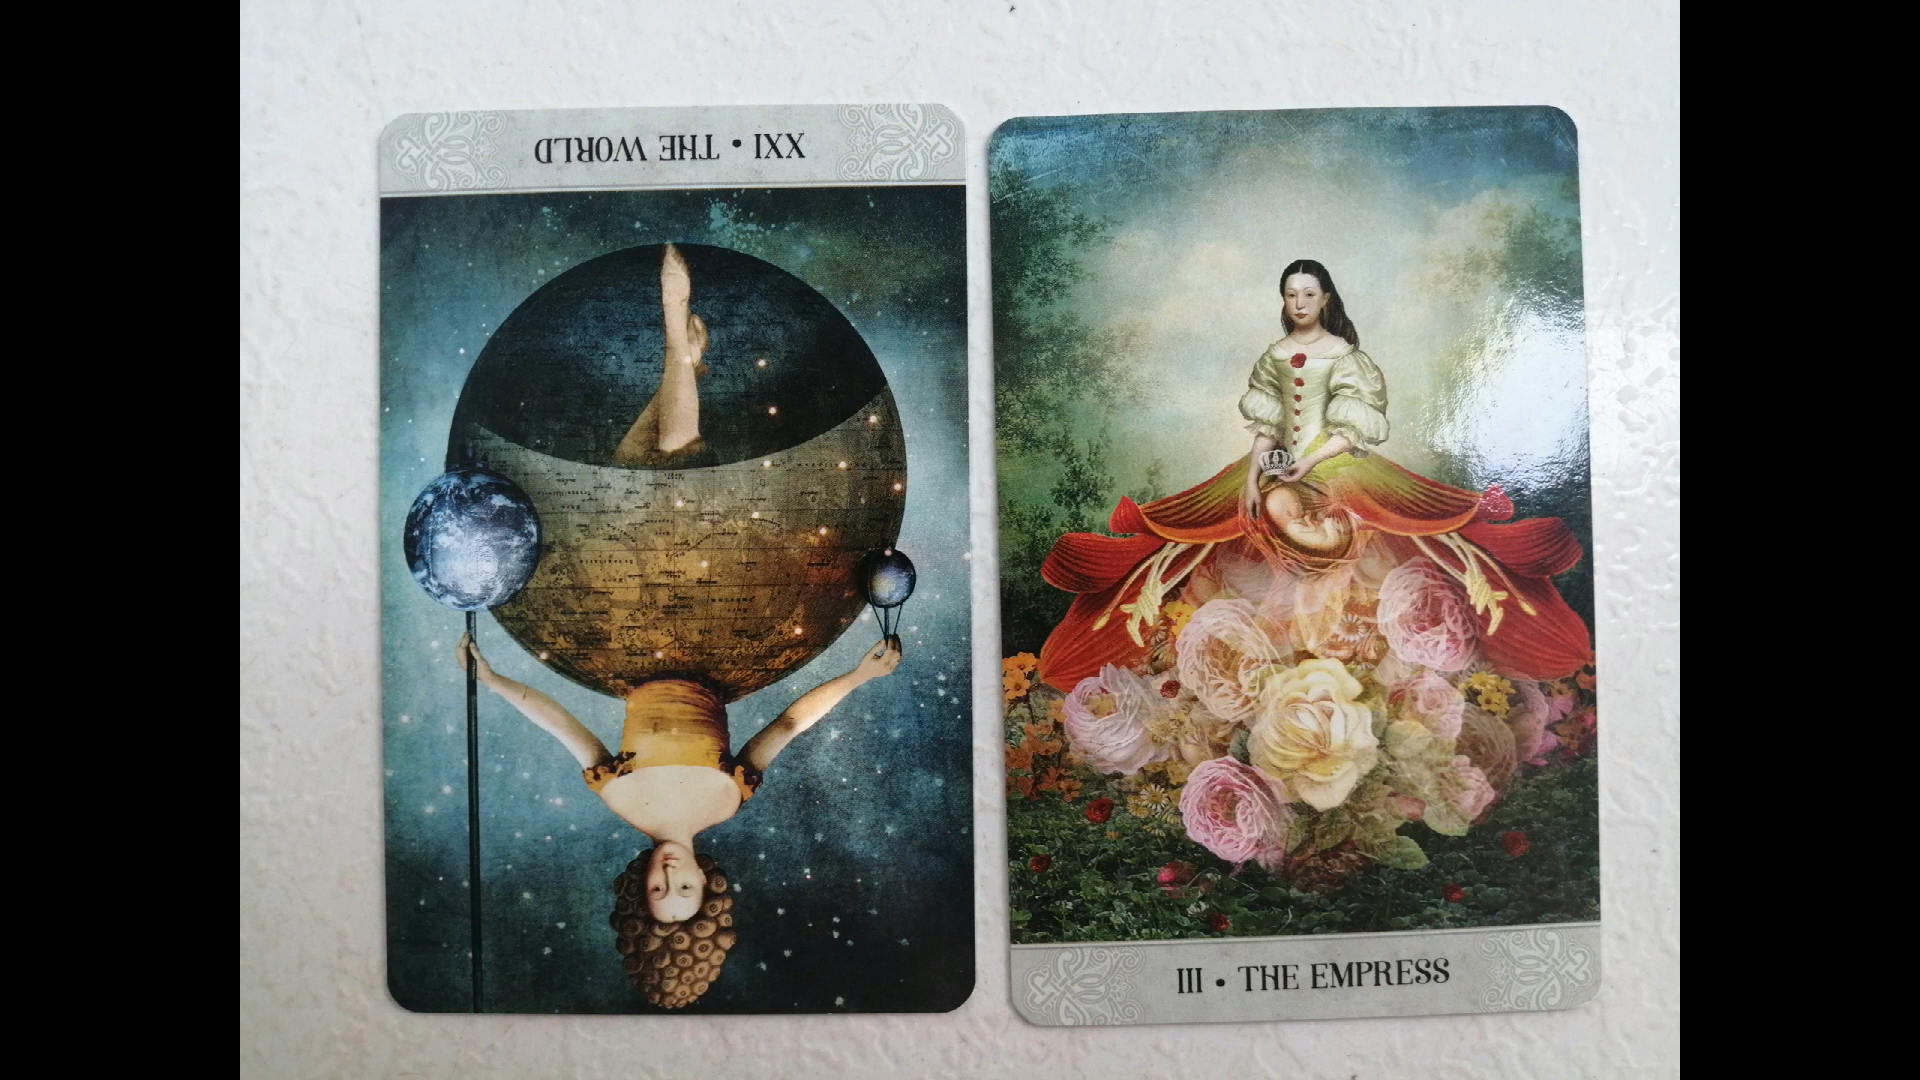 XXI • THE WORLD
III • THE EMPRESS